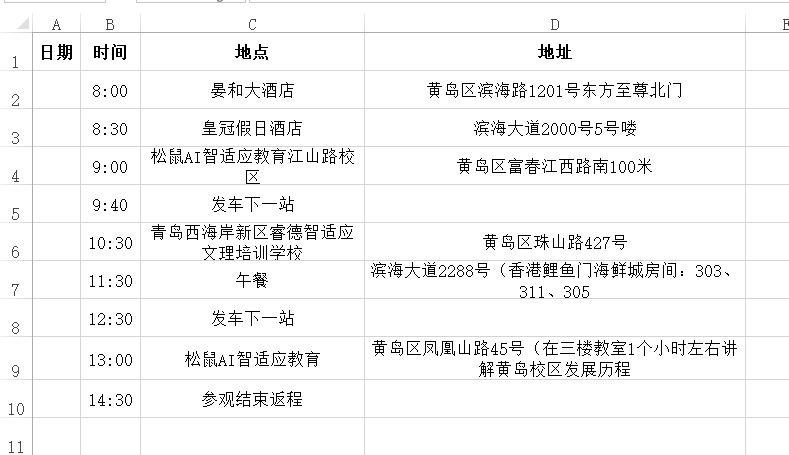 A B C D E
1 日期 时间 地点 地址
2 8:00 晏和大酒店 黄岛区滨海路1201号东方至尊北门
3 8:30 皇冠假日酒店 滨海大道2000号5号喽
4 9:00 松鼠AI智适应教育江山路校
区 黄岛区富春江西路南100米
5 9:40 发车下一站
6 10:30 青岛西海岸新区睿德智适应
文理培训学校 黄岛区珠山路427号
7 11:30 午餐 滨海大道2288号（香港鲤鱼门海鲜城房间：303、
311、305
8 12:30 发车下一站
9 13:00 松鼠AI智适应教育 黄岛区凤凰山路45号（在三楼教室1个小时左右讲
解黄岛校区发展历程
10 14:30 参观结束返程
11